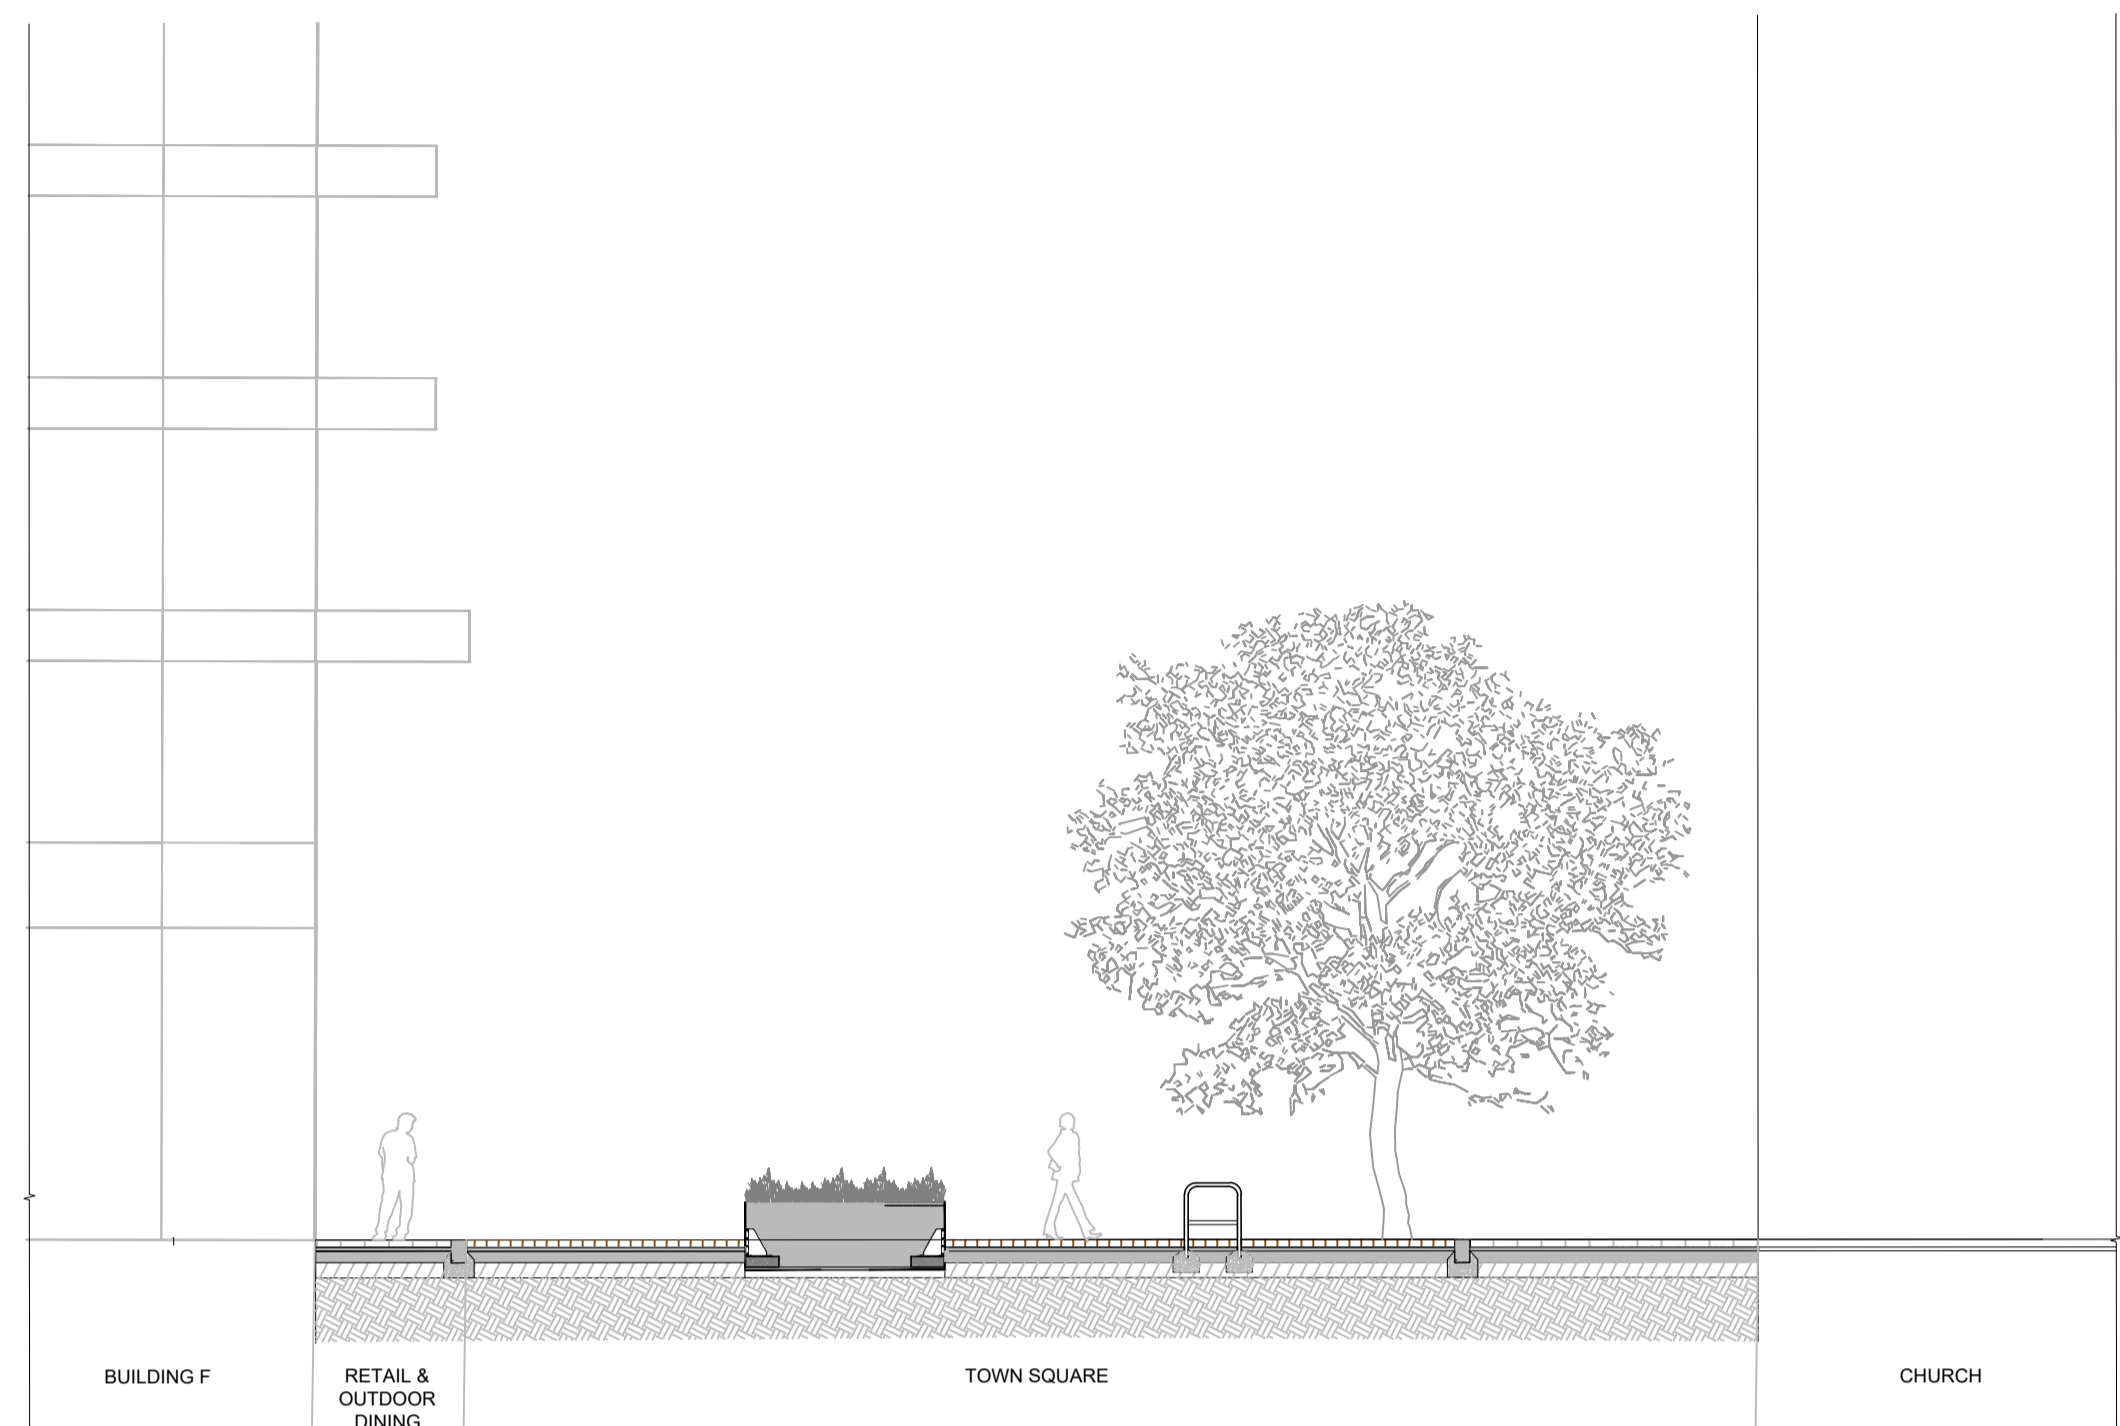 BUILDING F
RETAIL &
OUTDOOR
DINING
TOWN SQUARE
CHURCH